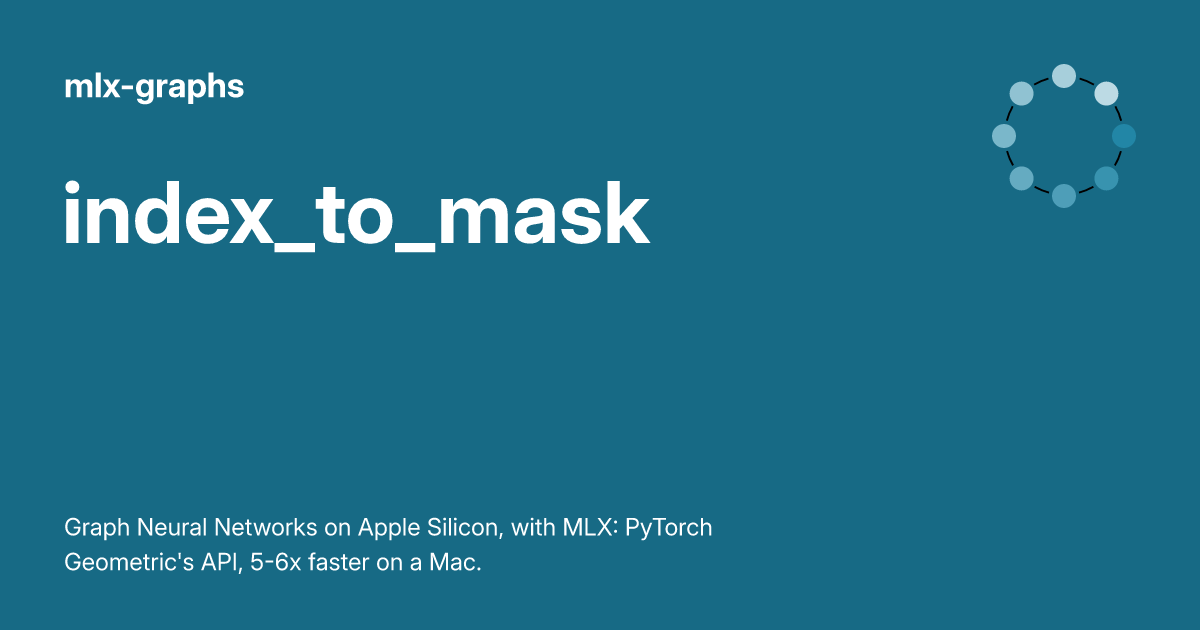 mlx-graphs
index_to_mask
Graph Neural Networks on Apple Silicon, with MLX: PyTorch
Geometric's API, 5-6x faster on a Mac.